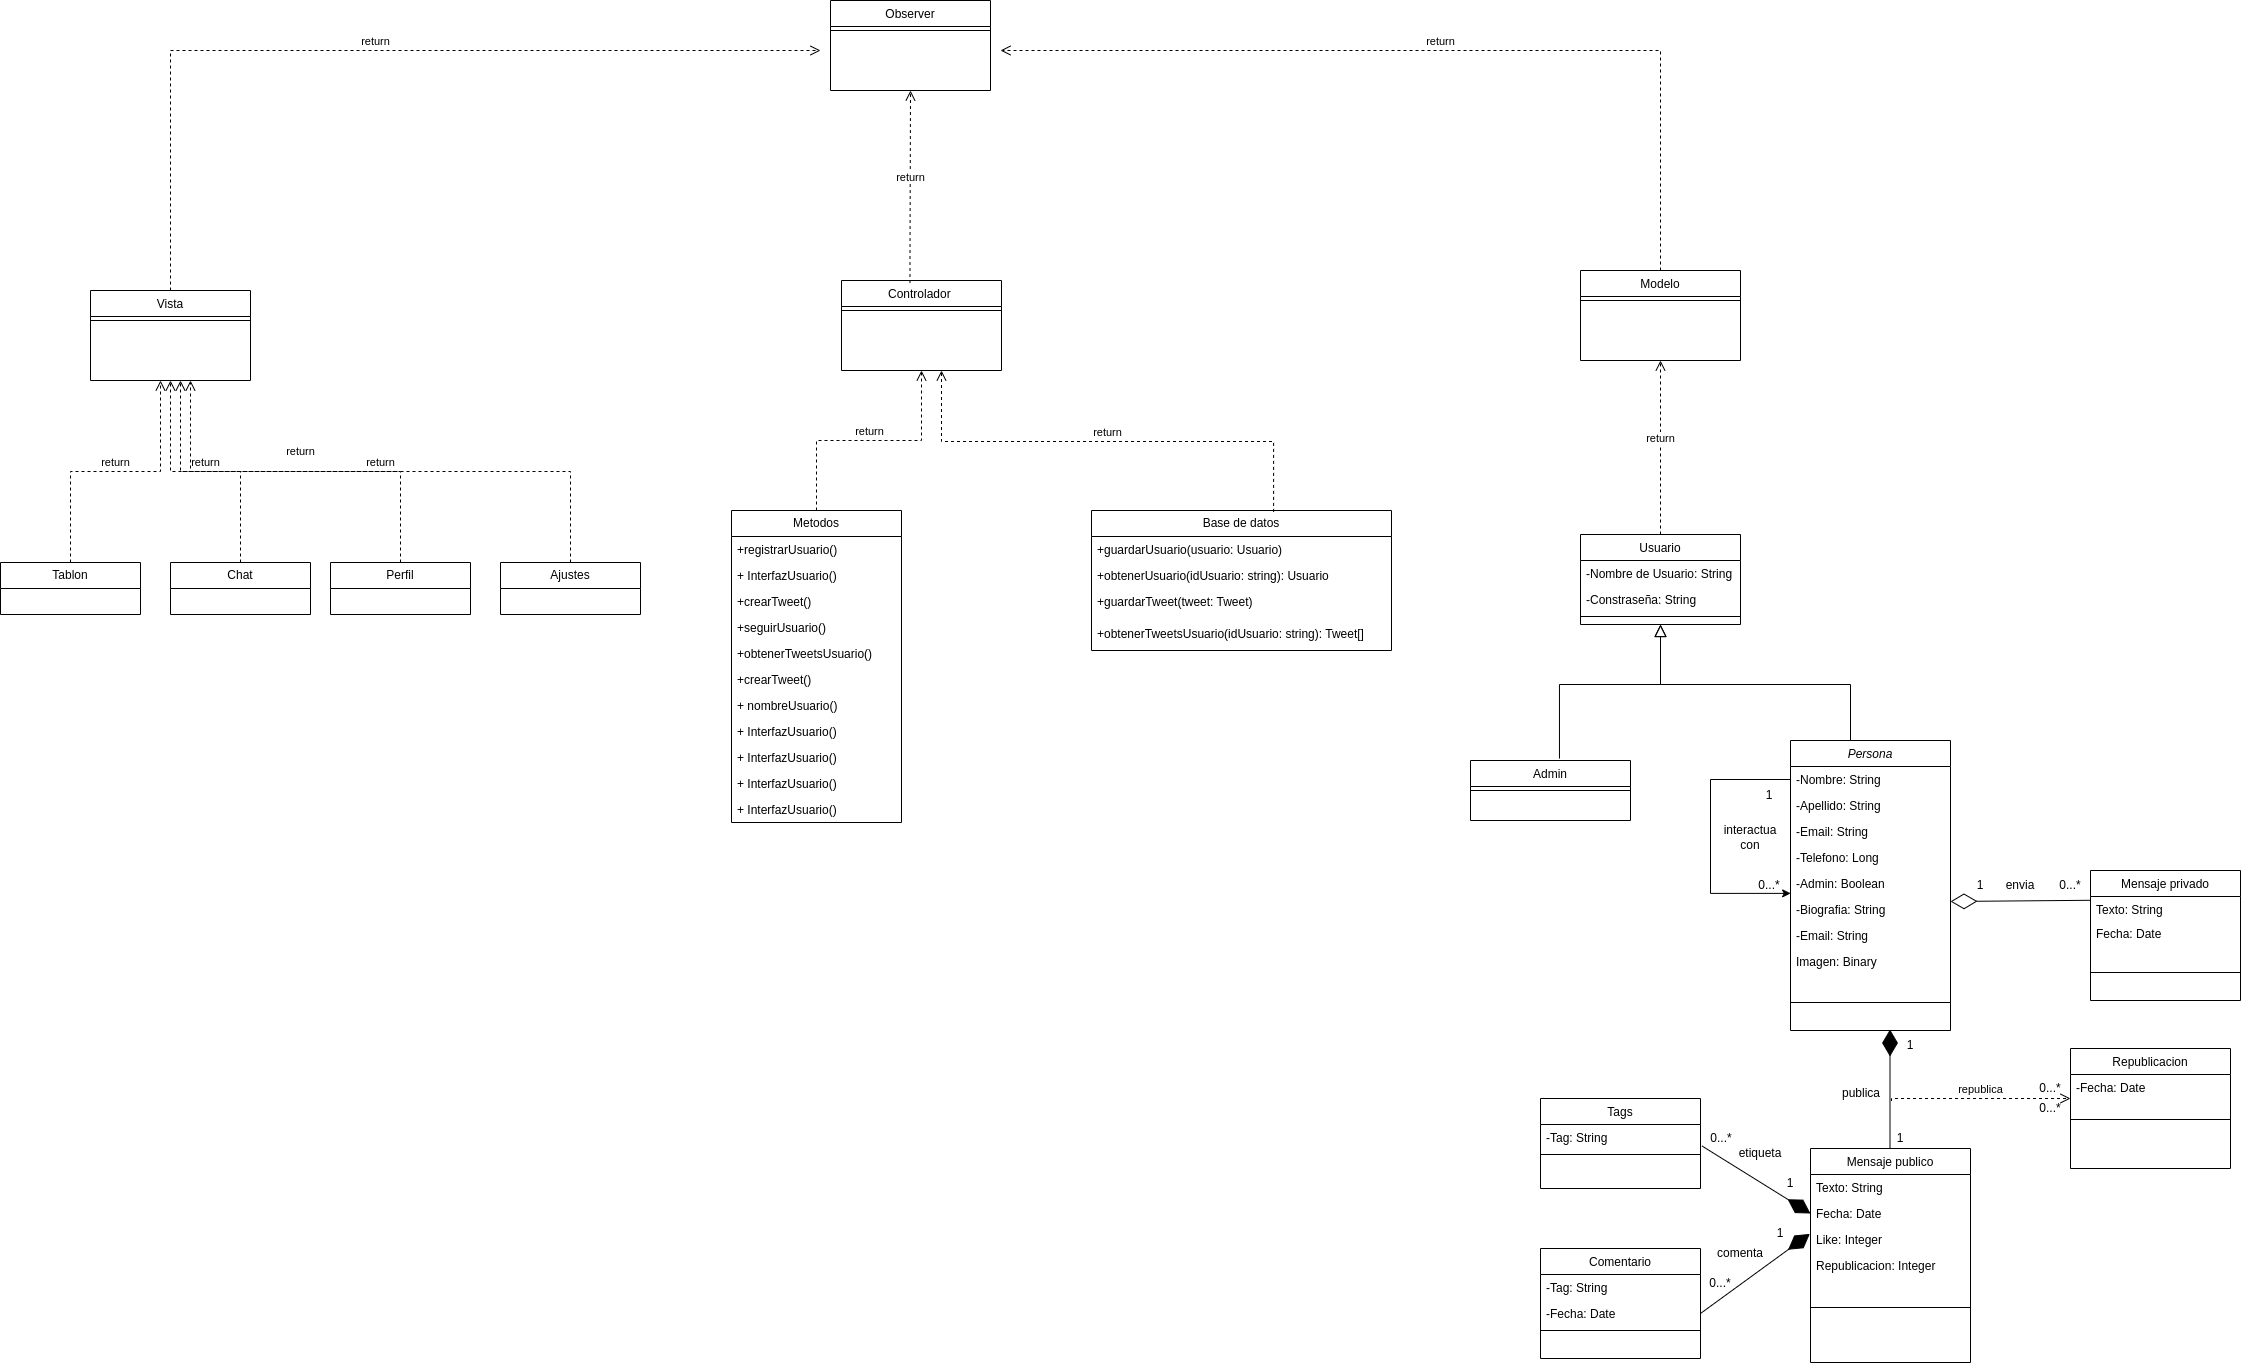 Observer
return
return
return
Vista
Controlador
Modelo
return
return
return
return
return
return
return
Tablon
Chat
Perfil
Ajustes
Metodos
+registrarUsuario()
+ InterfazUsuario()
+crearTweet()
+seguirUsuario()
+obtenerTweetsUsuario()
+crearTweet()
+ nombreUsuario()
+ InterfazUsuario()
+ InterfazUsuario()
+ InterfazUsuario()
+ InterfazUsuario()
Base de datos
+guardarUsuario(usuario: Usuario)
+obtenerUsuario(idUsuario: string): Usuario
+guardarTweet(tweet: Tweet)
+obtenerTweetsUsuario(idUsuario: string): Tweet[]
Usuario
-Nombre de Usuario: String
-Constraseña: String
Admin
Persona
-Nombre: String
-Apellido: String
-Email: String
-Telefono: Long
-Admin: Boolean
-Biografia: String
-Email: String
Imagen: Binary
1
interactua
con
0...*
1
envia
0...*
Mensaje privado
Texto: String
Fecha: Date
1
publica
republica
0...*
0...*
1
Republicacion
-Fecha: Date
Tags
-Tag: String
0...*
etiqueta
1
Mensaje publico
Texto: String
Fecha: Date
Like: Integer
Republicacion: Integer
1
comenta
0...*
Comentario
-Tag: String
-Fecha: Date